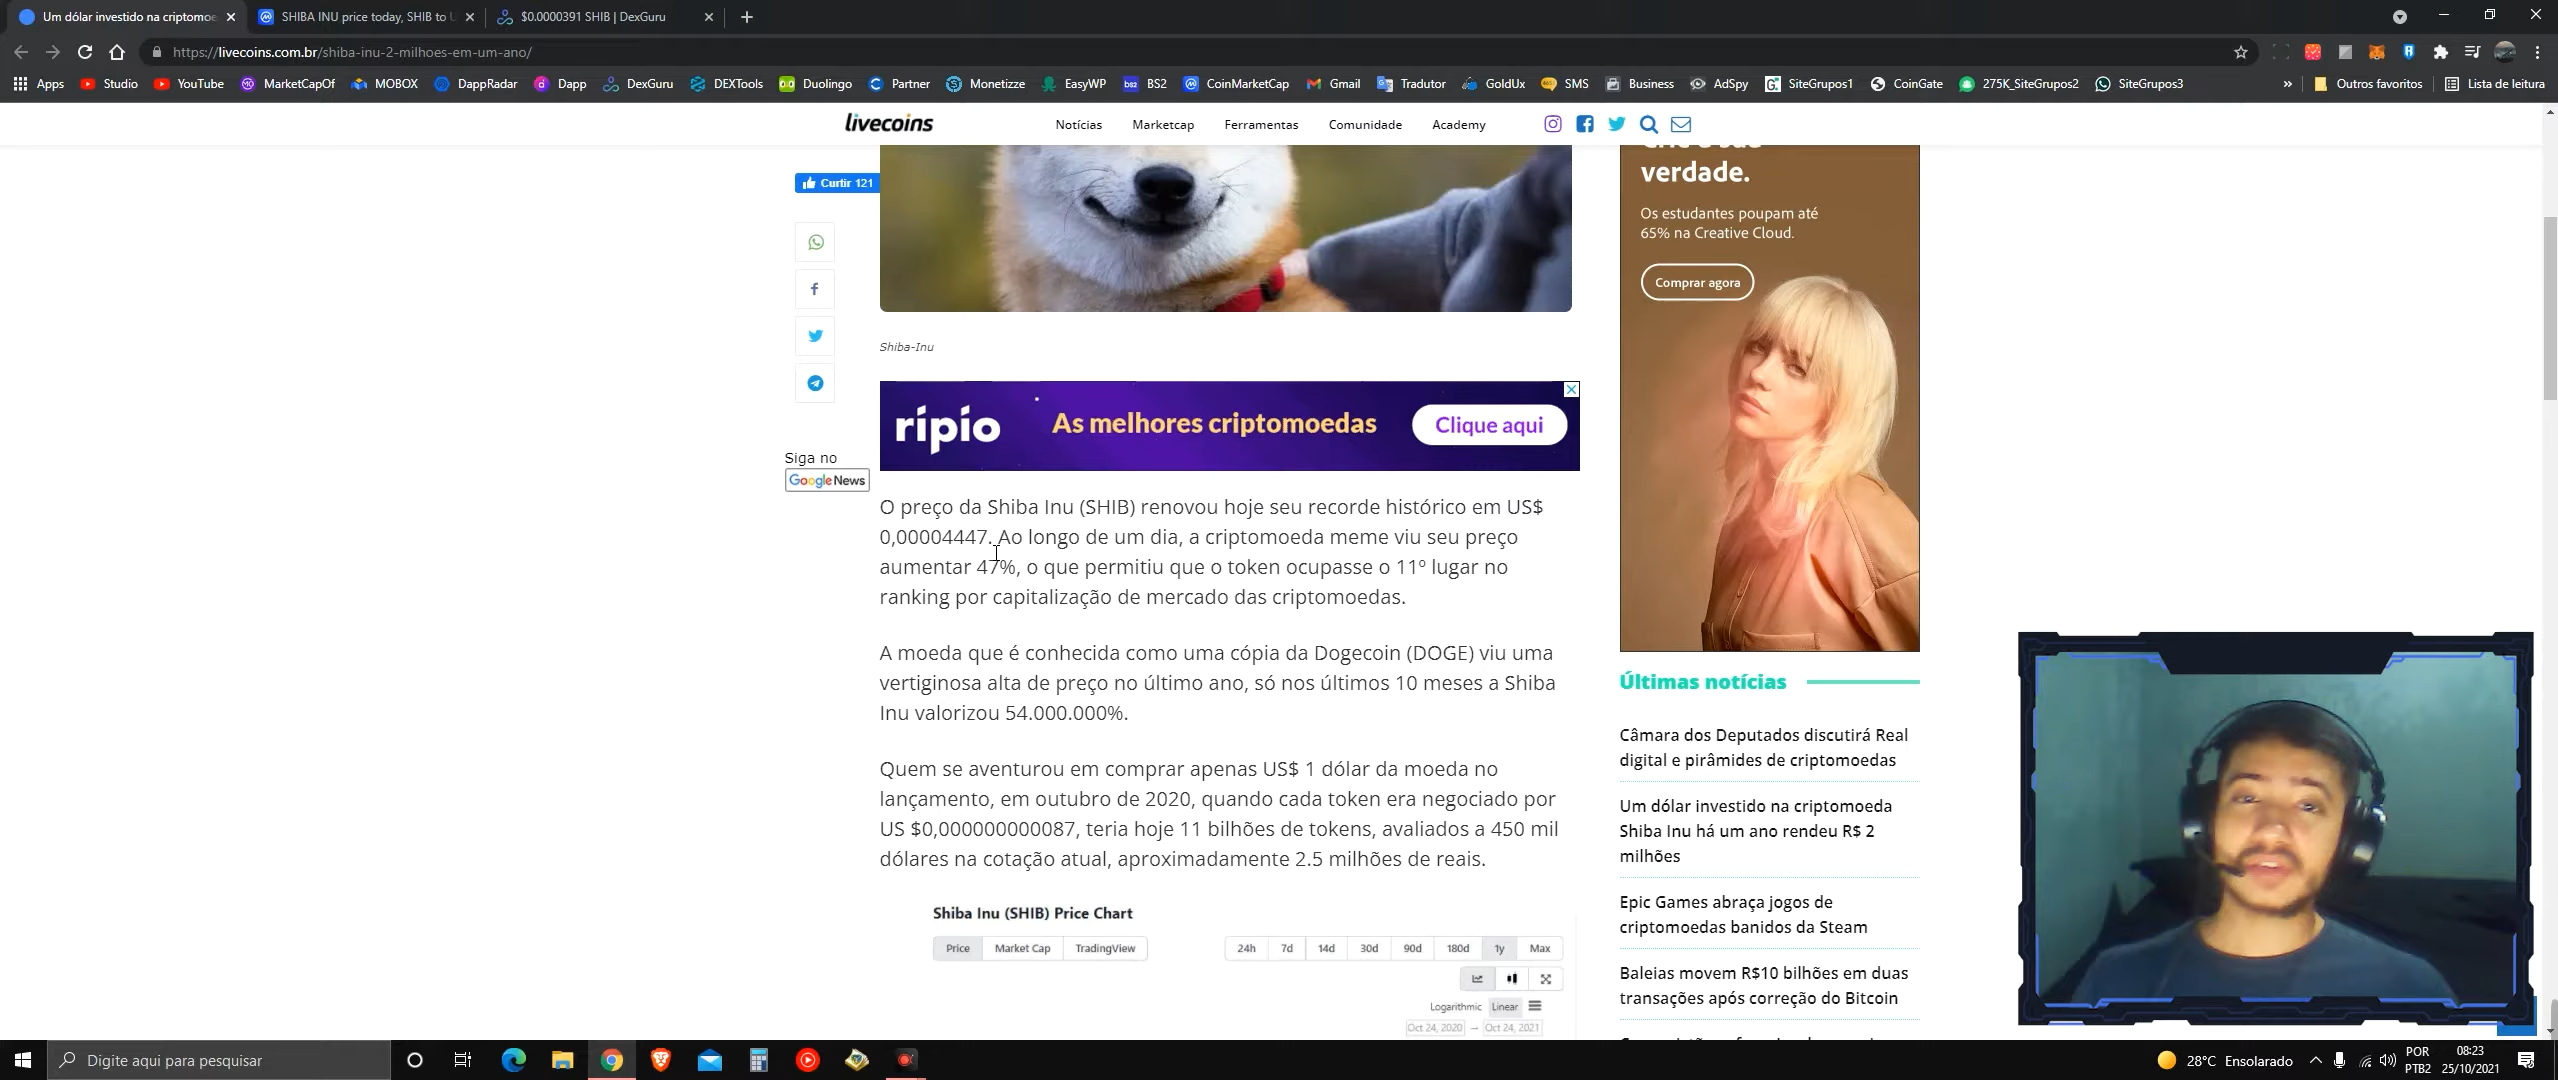 Um dólar investido na criptomoe
SHIBA INU price today, SHIB to U
$0.0000391 SHIB | DexGuru
https://livecoins.com.br/shiba-inu-2-milhoes-em-um-ano/
Apps
Studio
YouTube
MarketCapOf
MOBOX
DappRadar
Dapp
DexGuru
DEXTools
Duolingo
Partner
Monetizze
EasyWP
BS2
CoinMarketCap
Gmail
Tradutor
GoldUx
SMS
Business
AdSpy
SiteGrupos1
CoinGate
275K_SiteGrupos2
SiteGrupos3
»
Outros favoritos
Lista de leitura
livecoins
Notícias
Marketcap
Ferramentas
Comunidade
Academy
Curtir 121
Shiba-Inu
ripio
As melhores criptomoedas
Clique aqui
Siga no
Google News
O preço da Shiba Inu (SHIB) renovou hoje seu recorde histórico em US$
0,00004447. Ao longo de um dia, a criptomoeda meme viu seu preço
aumentar 47%, o que permitiu que o token ocupasse o 11º lugar no
ranking por capitalização de mercado das criptomoedas.
A moeda que é conhecida como uma cópia da Dogecoin (DOGE) viu uma
vertiginosa alta de preço no último ano, só nos últimos 10 meses a Shiba
Inu valorizou 54.000.000%.
Quem se aventurou em comprar apenas US$ 1 dólar da moeda no
lançamento, em outubro de 2020, quando cada token era negociado por
US $0,000000000087, teria hoje 11 bilhões de tokens, avaliados a 450 mil
dólares na cotação atual, aproximadamente 2.5 milhões de reais.
Shiba Inu (SHIB) Price Chart
Price
Market Cap
TradingView
24h
7d
14d
30d
90d
180d
1y
Max
Logarithmic
Linear
Oct 24, 2020 → Oct 24, 2021
verdade.
Os estudantes poupam até
65% na Creative Cloud.
Comprar agora
Últimas notícias
Câmara dos Deputados discutirá Real
digital e pirâmides de criptomoedas
Um dólar investido na criptomoeda
Shiba Inu há um ano rendeu R$ 2
milhões
Epic Games abraça jogos de
criptomoedas banidos da Steam
Baleias movem R$10 bilhões em duas
transações após correção do Bitcoin
Digite aqui para pesquisar
28°C Ensolarado
POR
PTB2
08:23
25/10/2021